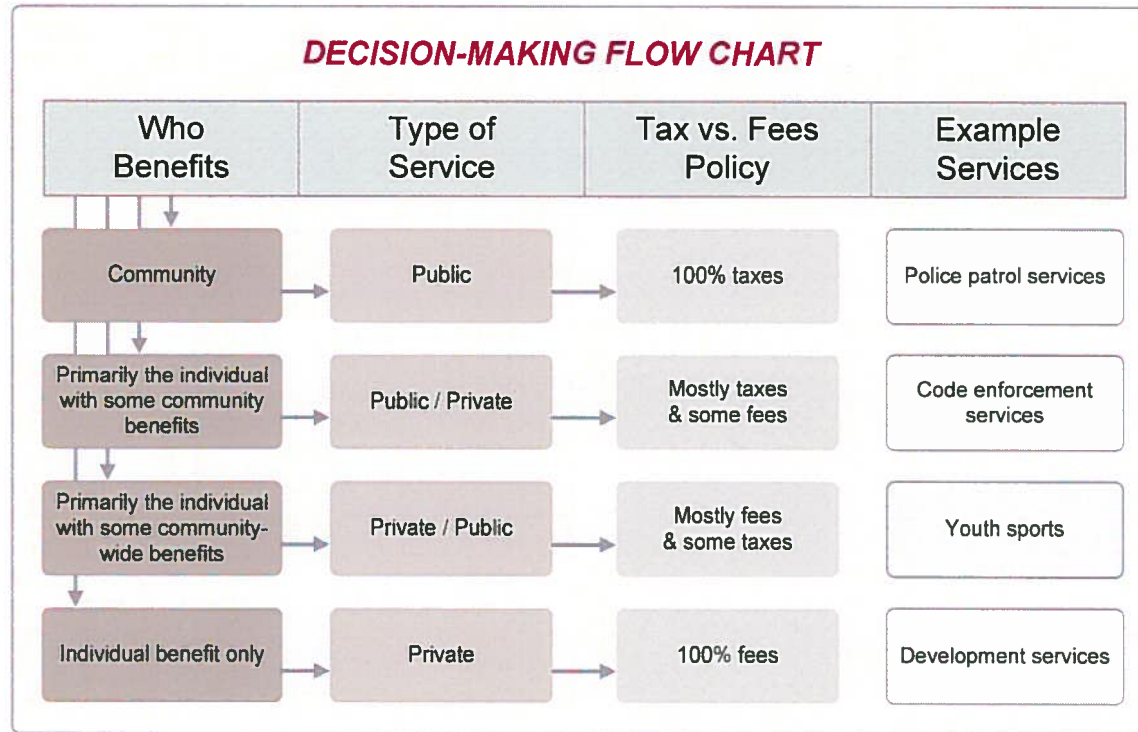 DECISION-MAKING FLOW CHART
Who
Benefits
Type of
Service
Tax vs. Fees
Policy
Example
Services
Community
Public
100% taxes
Police patrol services
Primarily the individual
with some community
benefits
Public / Private
Mostly taxes
& some fees
Code enforcement
services
Primarily the individual
with some community-
wide benefits
Private / Public
Mostly fees
& some taxes
Youth sports
Individual benefit only
Private
100% fees
Development services